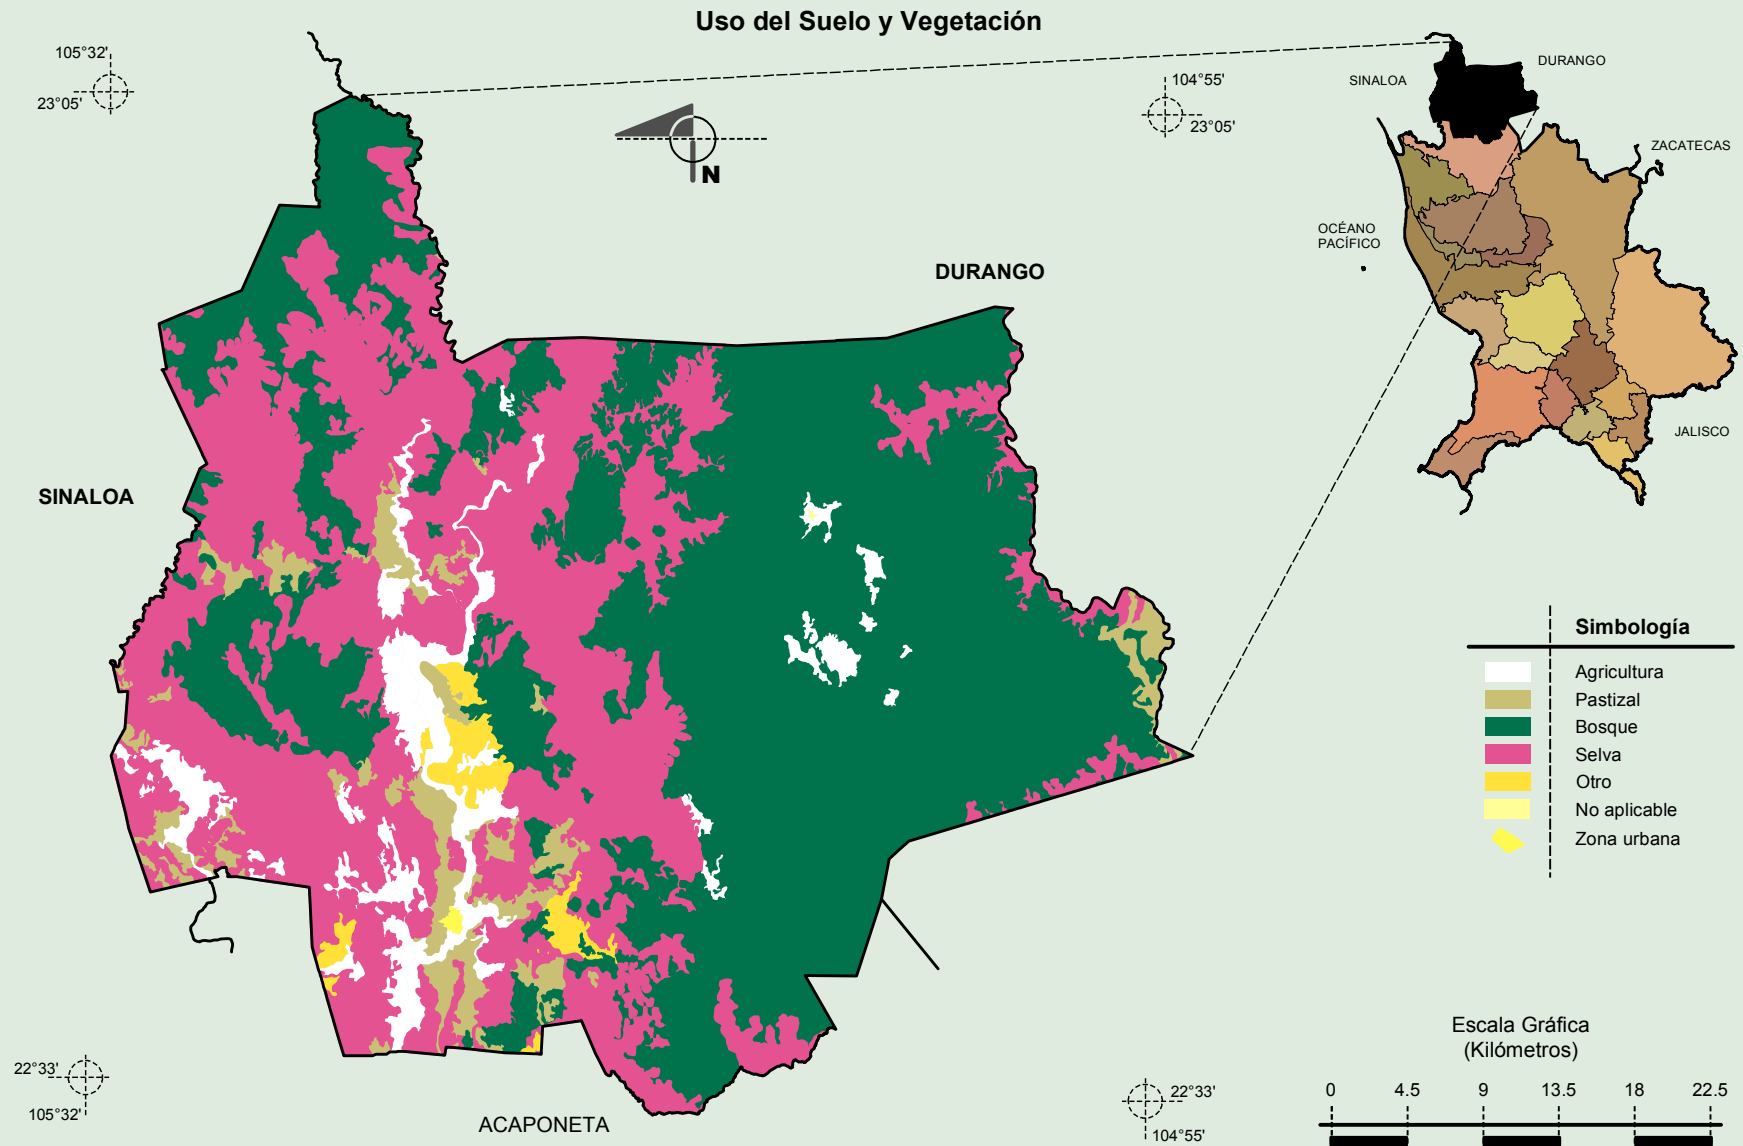 Uso del Suelo y Vegetación
105°32'
23°05'
104°55'
23°05'
N
SINALOA
DURANGO
ZACATECAS
OCÉANO
PACÍFICO
JALISCO
DURANGO
SINALOA
Simbología
Agricultura
Pastizal
Bosque
Selva
Otro
No aplicable
Zona urbana
Escala Gráfica
(Kilómetros)
0 4.5 9 13.5 18 22.5
22°33'
105°32'
ACAPONETA
22°33'
104°55'